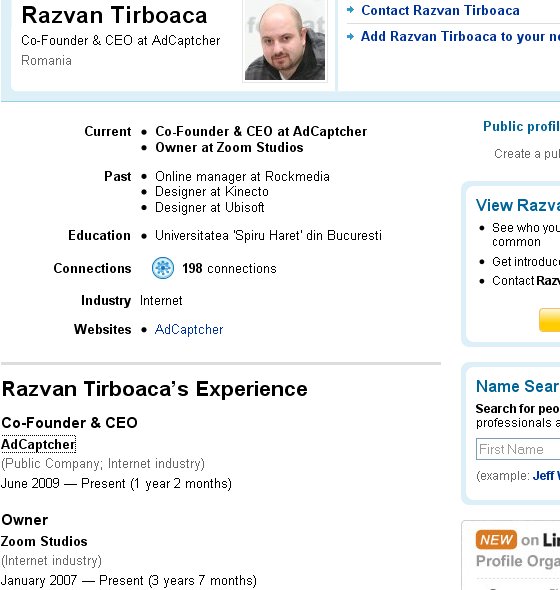 Razvan Tirboaca
Co-Founder & CEO at AdCaptcher
Romania
Contact Razvan Tirboaca
Add Razvan Tirboaca to your
Current • Co-Founder & CEO at AdCaptcher
• Owner at Zoom Studios
Past • Online manager at Rockmedia
• Designer at Kinecto
• Designer at Ubisoft
Education • Universitatea 'Spiru Haret' din Bucuresti
Connections 198 connections
Industry Internet
Websites • AdCaptcher
Razvan Tirboaca's Experience
Co-Founder & CEO
AdCaptcher
(Public Company; Internet industry)
June 2009 — Present (1 year 2 months)
Owner
Zoom Studios
(Internet industry)
January 2007 — Present (3 years 7 months)
Public profil
Create a pu
View Razva
• See who you
common
• Get introduc
• Contact Razv
Name Sear
Search for peo
professionals a
First Name
(example: Jeff
NEW on Li
Profile Orga